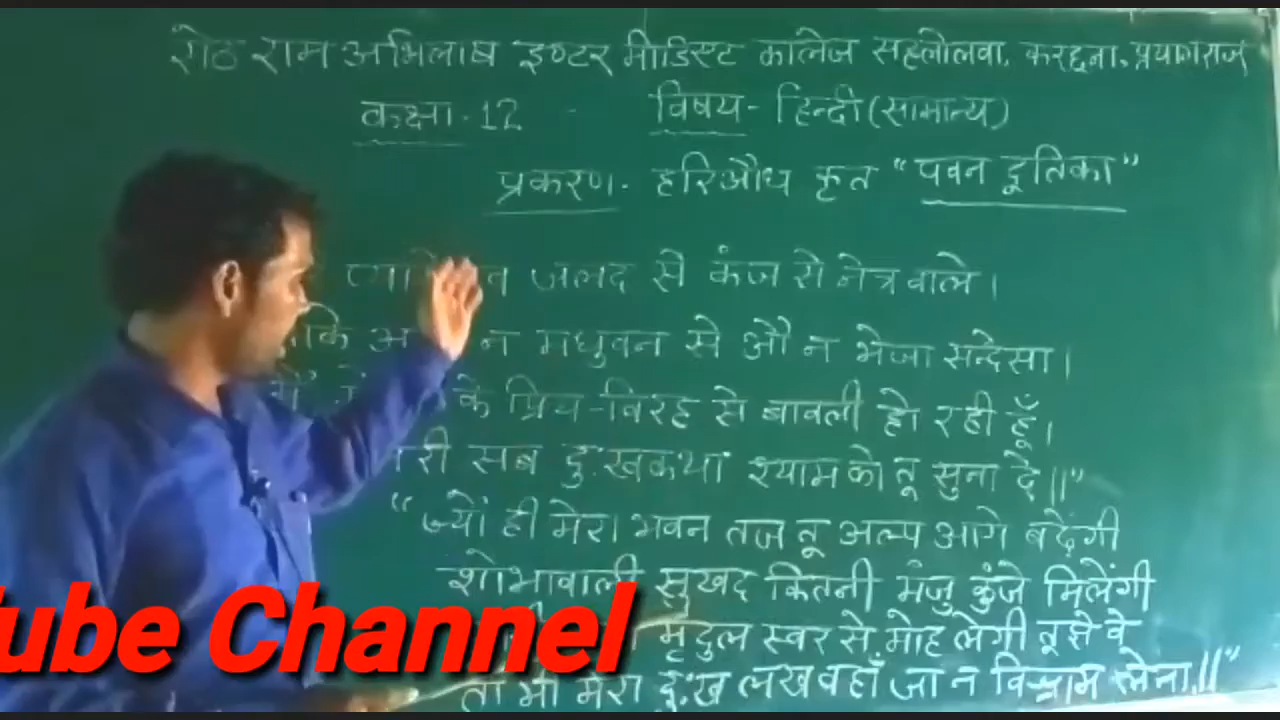 सेठ राम अभिलाष इण्टर मीडिएट कालेज सहलोलवा, करछना, प्रयागराज
कक्षा - 12 - विषय - हिन्दी (सामान्य)
प्रकरण - हरिऔध कृत "पवन दूतिका"
जलद से कंज से नेत्र वाले।
न मधुवन से औ न भेजा सन्देसा।
के प्रिय-विरह से बावली हो रही हूँ।
सब दुःखकथा श्याम को तू सुना दे॥"
"ज्यों ही मेरा भवन तज तू अल्प आगे बढ़ेगी
शोभावाली सुखद कितनी मंजु कुंजे मिलेंगी
मृदुल स्वर से मोह लेगी तुझे वे
तो भी मेरा दुःख लख वहाँ जा न विश्राम लेना॥"
ube Channel